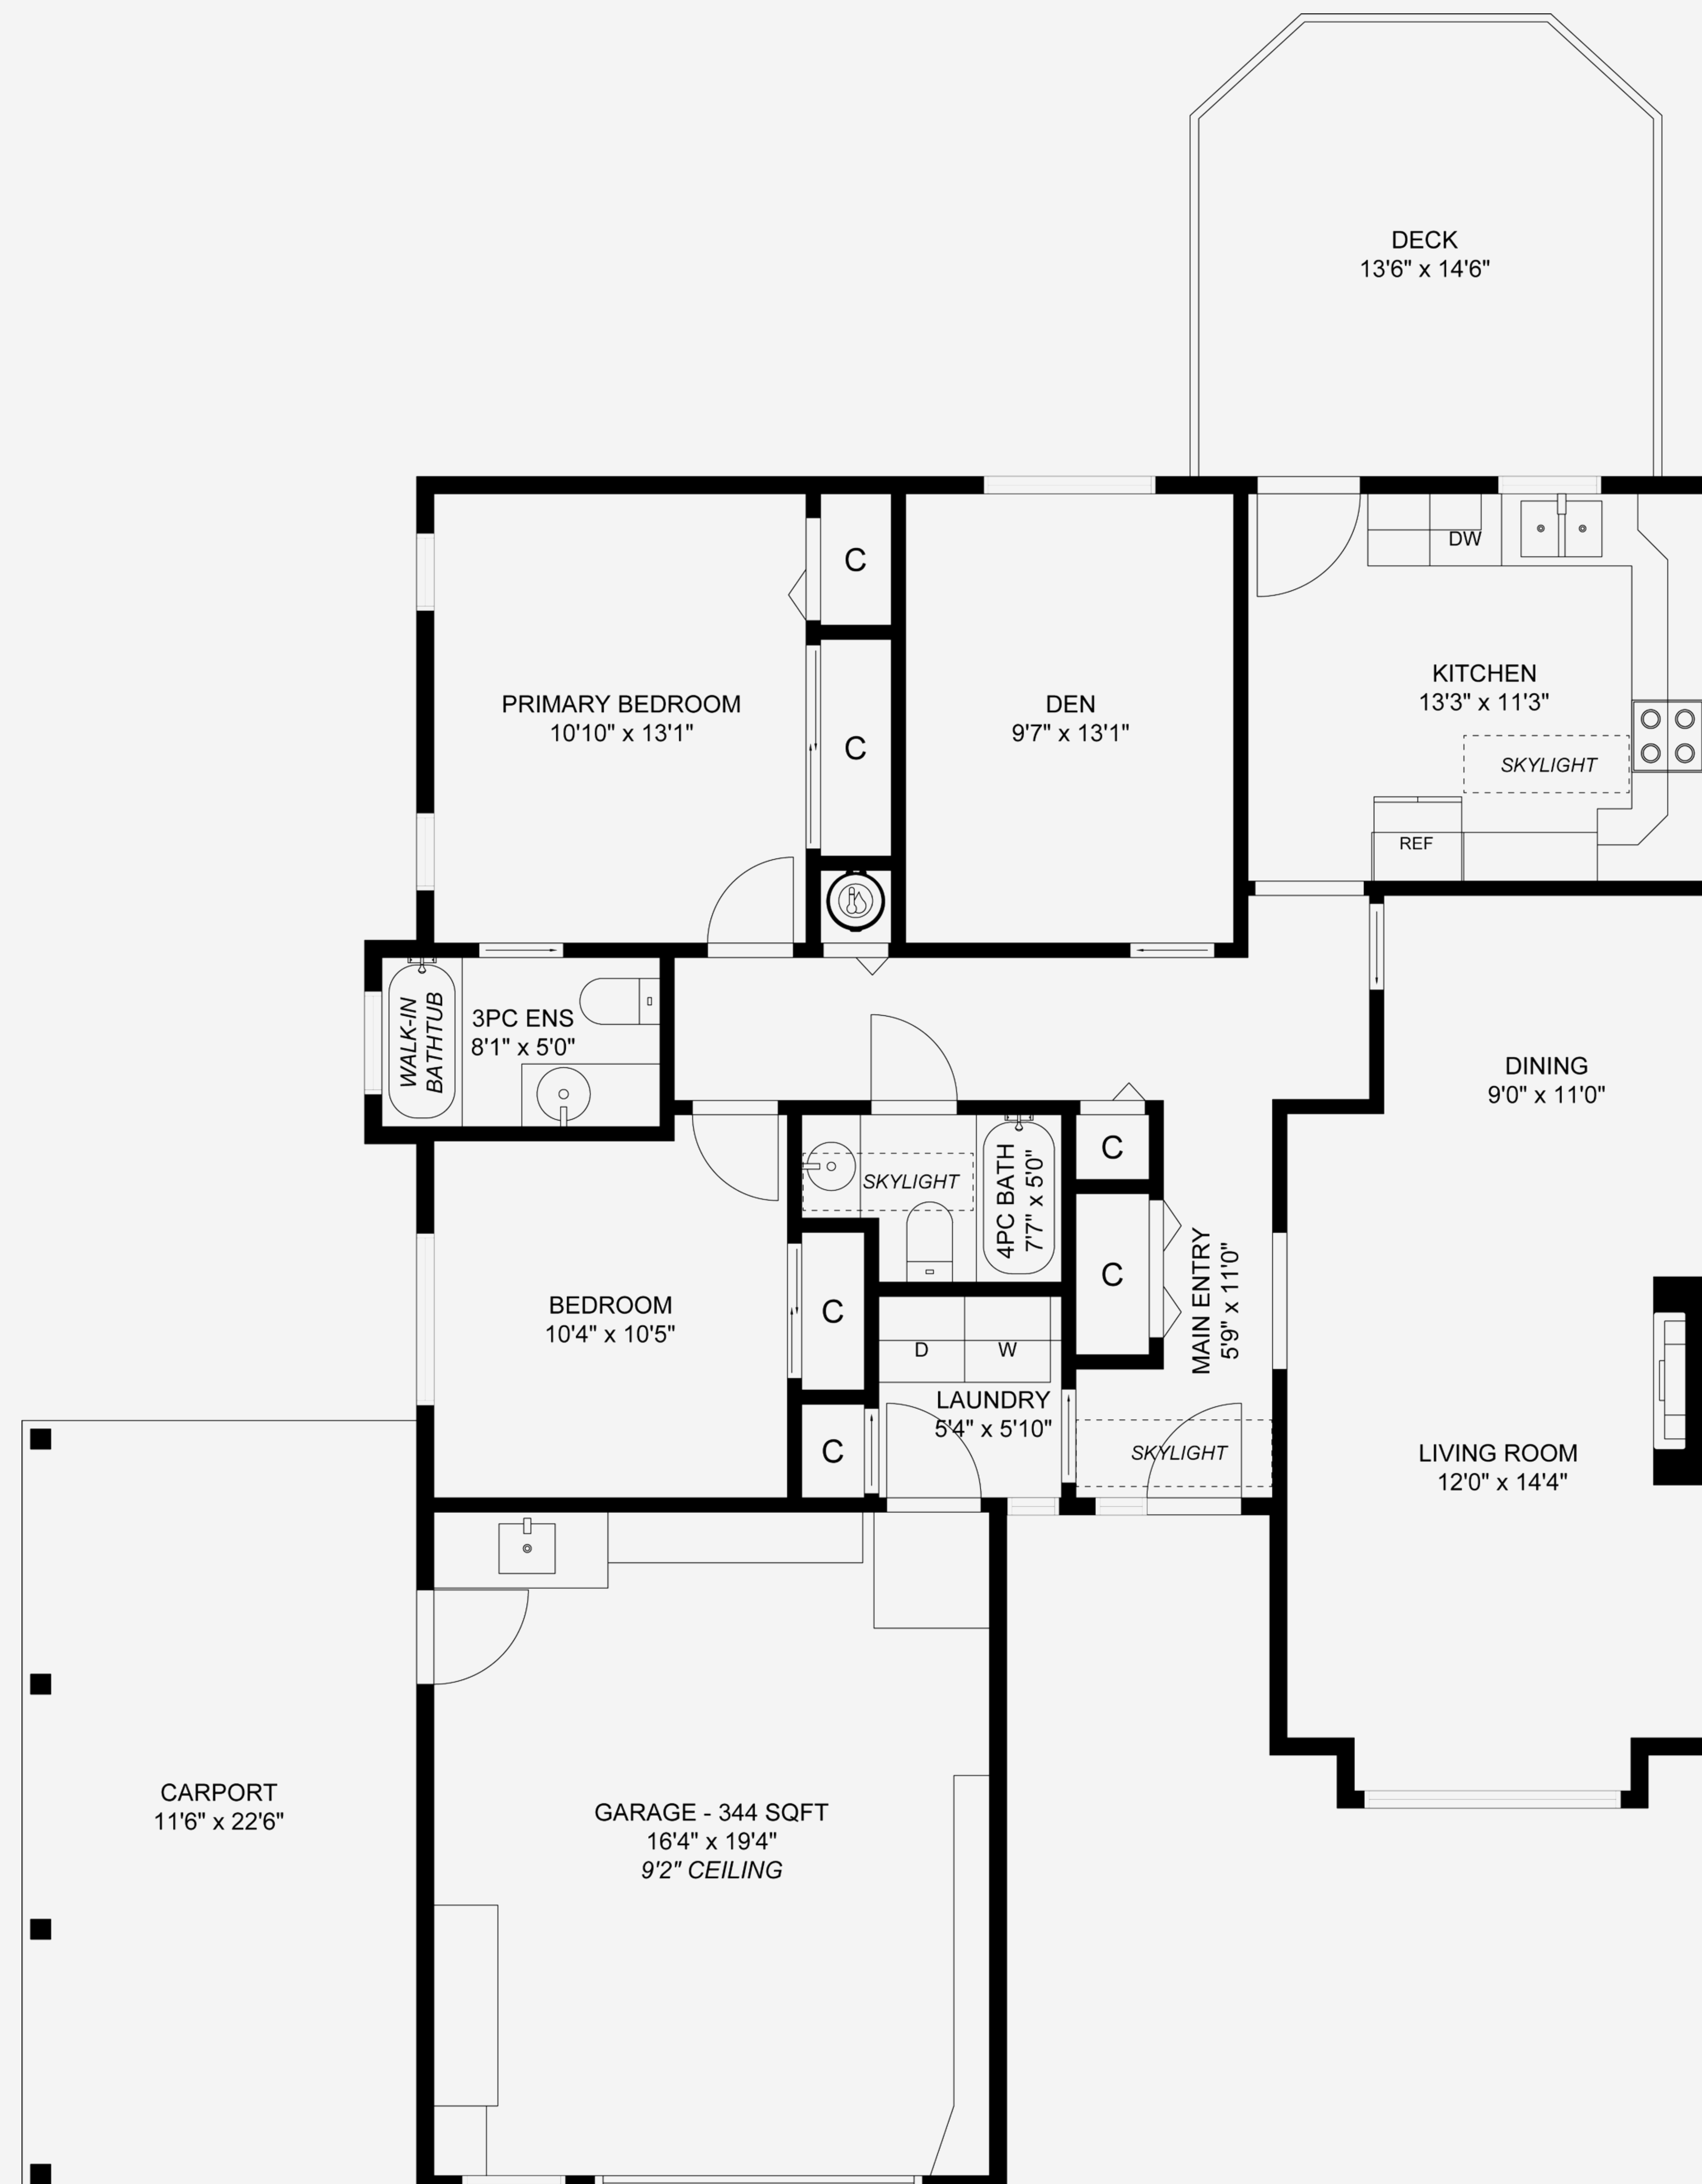 DECK
13'6" x 14'6"
C
DW
PRIMARY BEDROOM
10'10" x 13'1"
C
DEN
9'7" x 13'1"
KITCHEN
13'3" x 11'3"
SKYLIGHT
REF
WALK-IN
BATHTUB
3PC ENS
8'1" x 5'0"
DINING
9'0" x 11'0"
SKYLIGHT
4PC BATH
7'7" x 5'0"
C
C
MAIN ENTRY
5'9" x 11'0"
BEDROOM
10'4" x 10'5"
C
D
W
LAUNDRY
5'4" x 5'10"
C
SKYLIGHT
LIVING ROOM
12'0" x 14'4"
CARPORT
11'6" x 22'6"
GARAGE - 344 SQFT
16'4" x 19'4"
9'2" CEILING